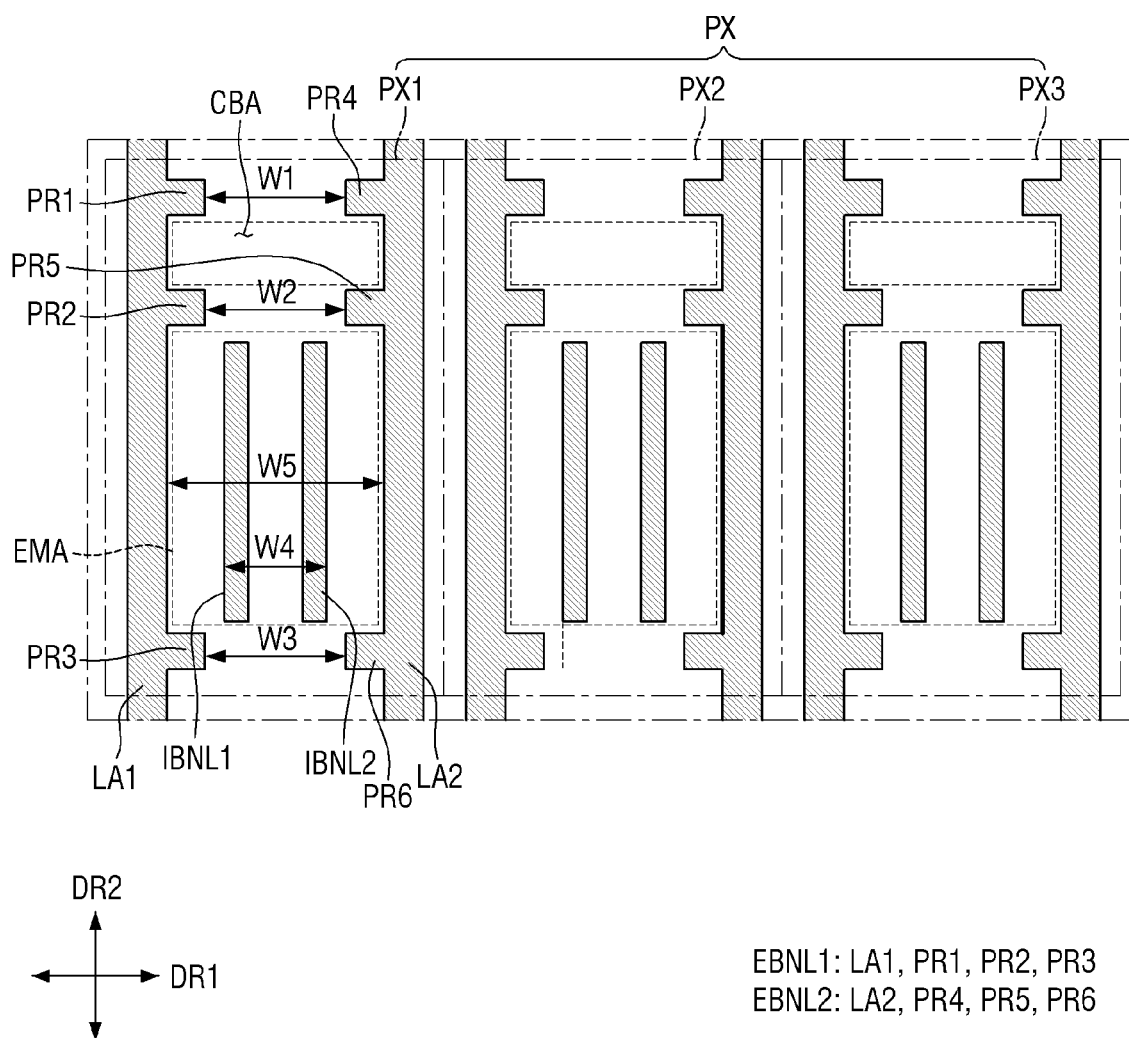 PX
PX1
PX2
PX3
CBA
PR4
PR1
W1
PR5
PR2
W2
W5
EMA
W4
PR3
W3
LA1
IBNL1
IBNL2
PR6
LA2
DR2
DR1
EBNL1: LA1, PR1, PR2, PR3
EBNL2: LA2, PR4, PR5, PR6